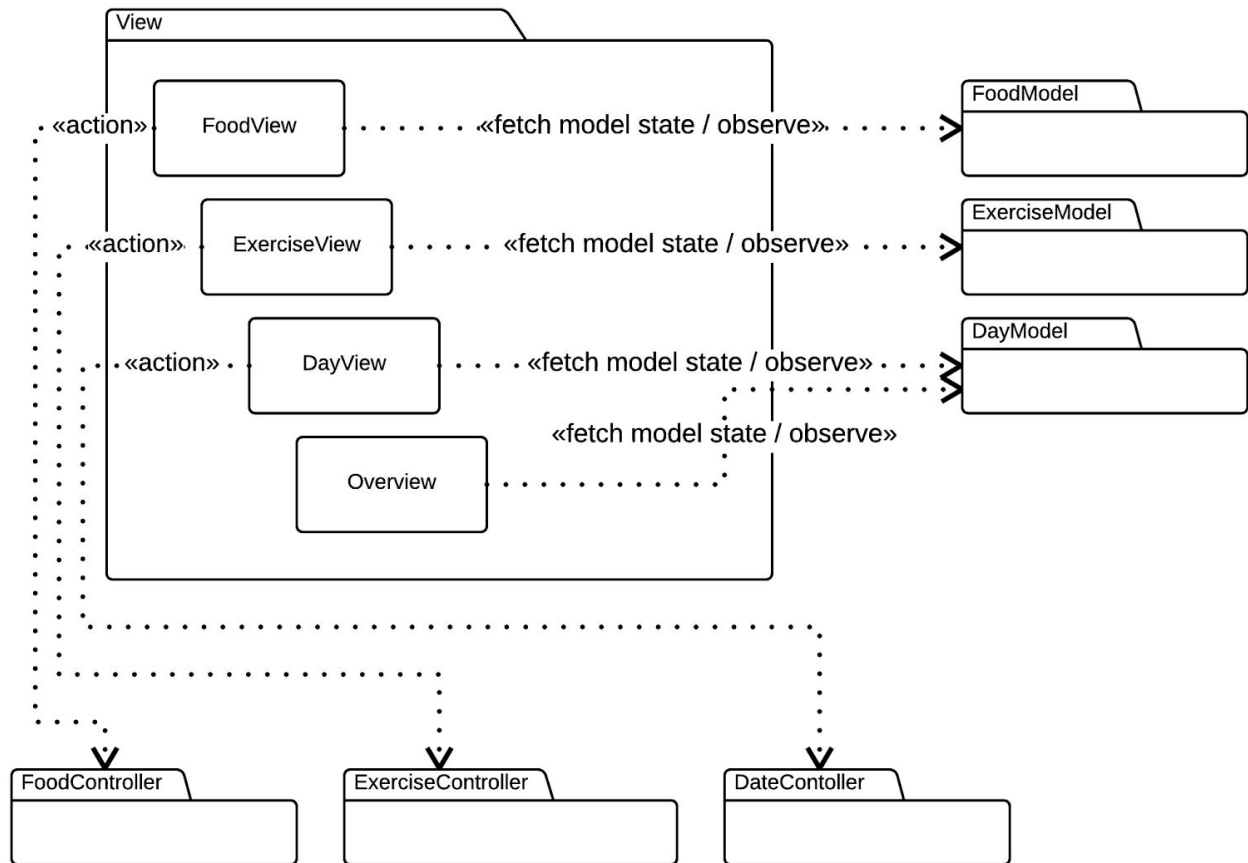 View
FoodModel
«action»
FoodView
«fetch model state / observe»
ExerciseModel
«action»
ExerciseView
«fetch model state / observe»
DayModel
«action»
DayView
«fetch model state / observe»
«fetch model state / observe»
Overview
FoodController
ExerciseController
DateContoller